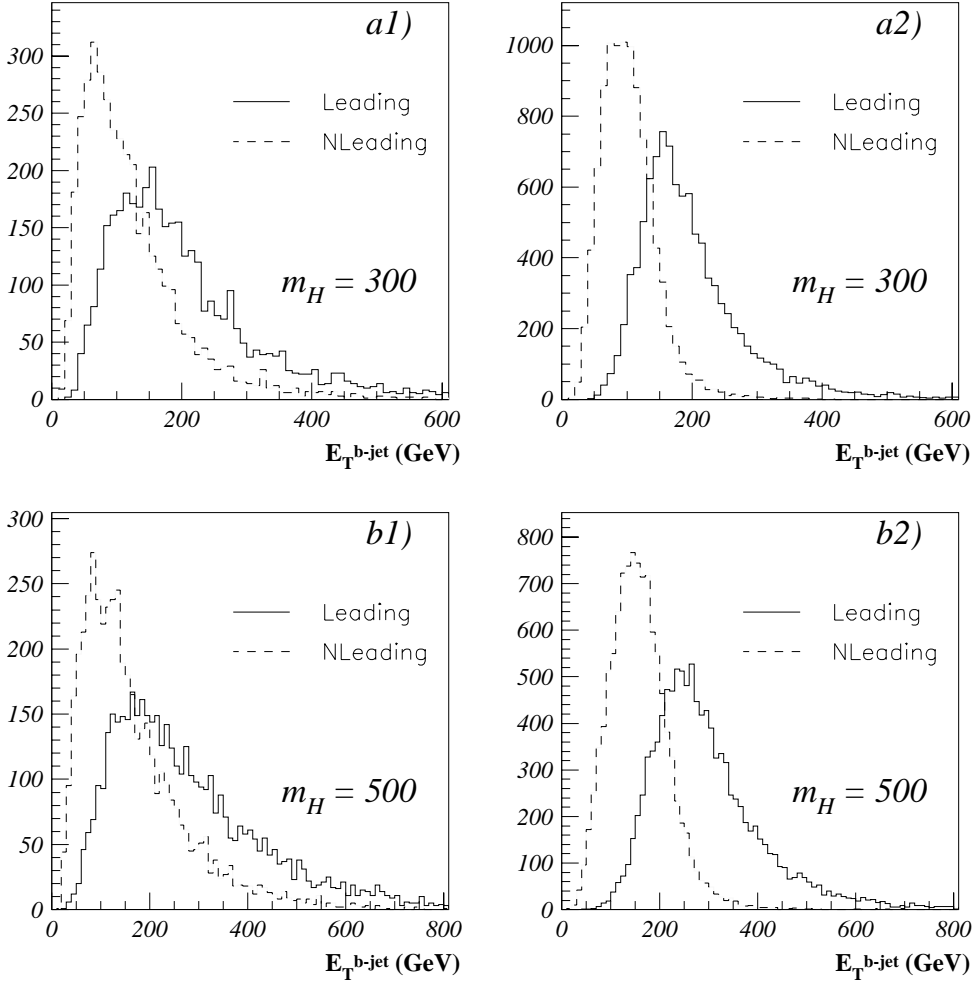 a1)
300
250
200
150
100
50
0
Leading
NLeading
m_H = 300
0 200 400 600
E_T^b-jet (GeV)
a2)
1000
800
600
400
200
0
Leading
NLeading
m_H = 300
0 200 400 600
E_T^b-jet (GeV)
b1)
300
250
200
150
100
50
0
Leading
NLeading
m_H = 500
0 200 400 600 800
E_T^b-jet (GeV)
b2)
800
700
600
500
400
300
200
100
0
Leading
NLeading
m_H = 500
0 200 400 600 800
E_T^b-jet (GeV)